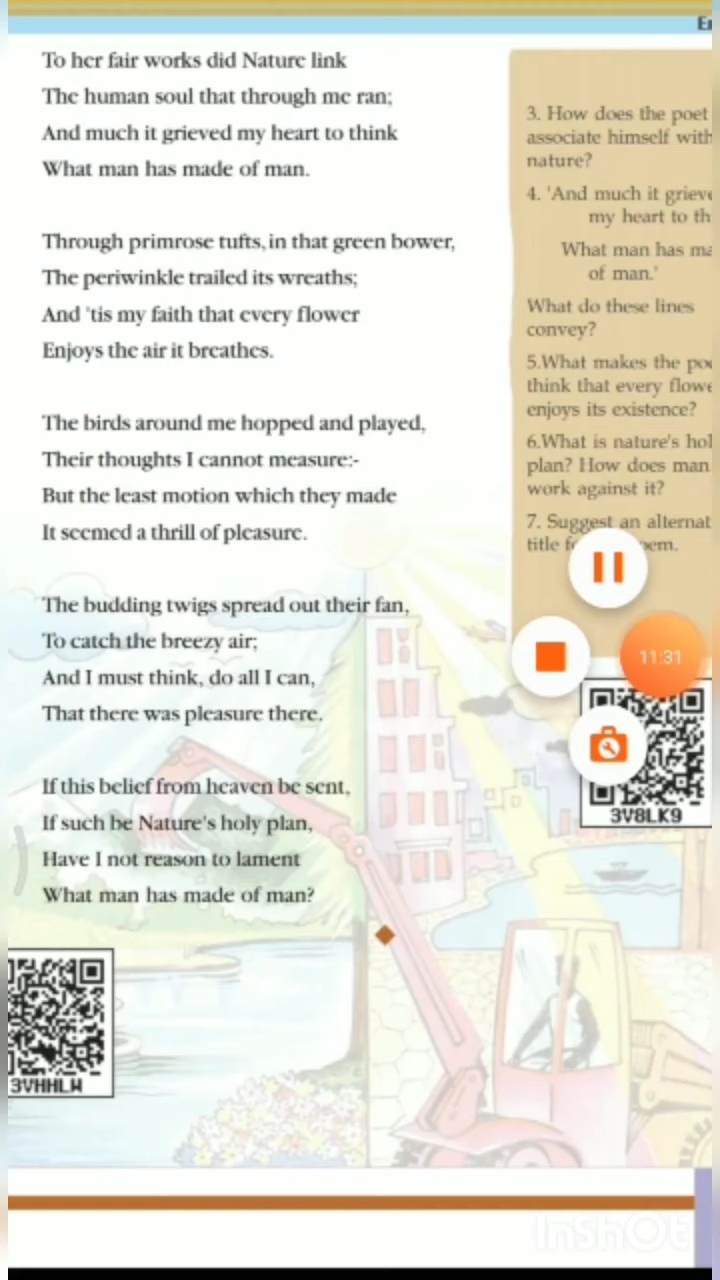 To her fair works did Nature link
The human soul that through me ran;
And much it grieved my heart to think
What man has made of man.
Through primrose tufts, in that green bower,
The periwinkle trailed its wreaths;
And 'tis my faith that every flower
Enjoys the air it breathes.
The birds around me hopped and played,
Their thoughts I cannot measure:-
But the least motion which they made
It seemed a thrill of pleasure.
The budding twigs spread out their fan,
To catch the breezy air;
And I must think, do all I can,
That there was pleasure there.
If this belief from heaven be sent,
If such be Nature's holy plan,
Have I not reason to lament
What man has made of man?
3VHHLW
3. How does the poet
associate himself with
nature?
4. 'And much it
my heart to
What man has
of man.'
What do these lines
convey?
5.What makes the
think that every
enjoys its existence?
6.What is nature's
plan? How does man
work against it?
7. Suggest an
title
11:31
3V8LK9
InShOt